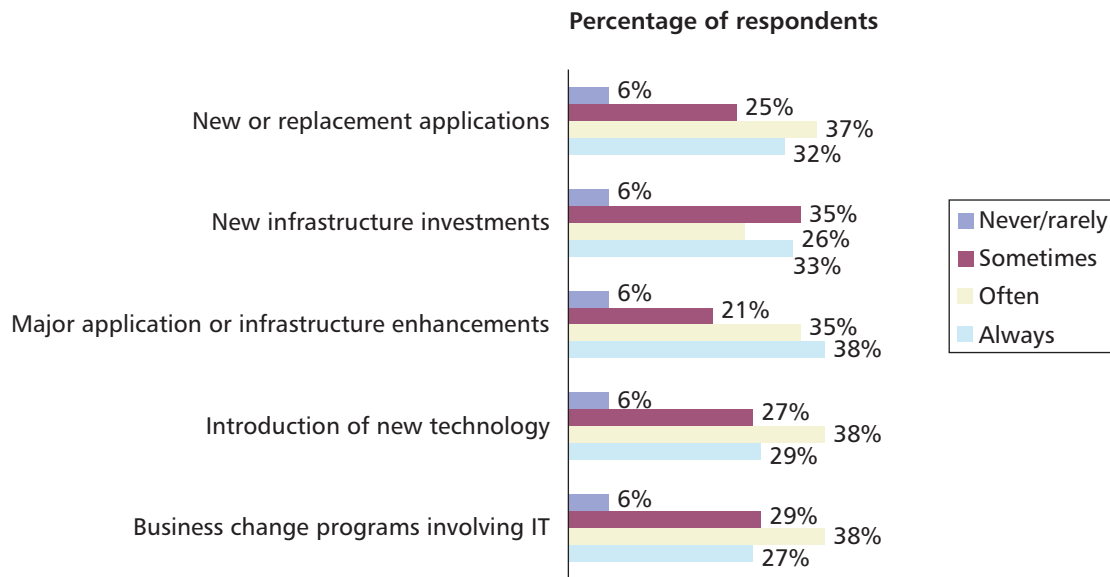 Percentage of respondents
New or replacement applications
6%
25%
37%
32%
New infrastructure investments
6%
35%
26%
33%
Major application or infrastructure enhancements
6%
21%
35%
38%
Introduction of new technology
6%
27%
38%
29%
Business change programs involving IT
6%
29%
38%
27%
Never/rarely
Sometimes
Often
Always